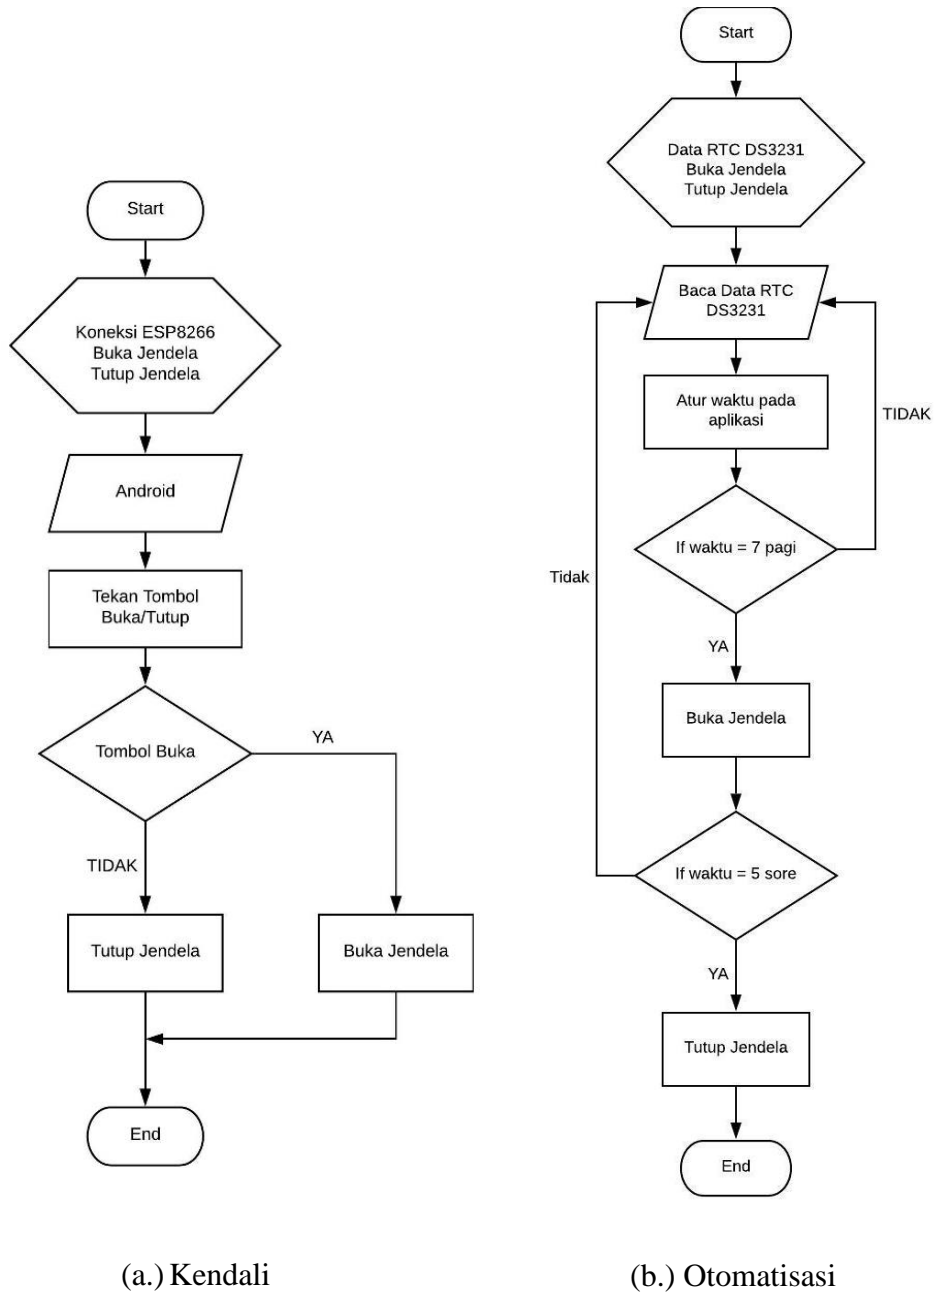 Start
Koneksi ESP8266
Buka Jendela
Tutup Jendela
Android
Tekan Tombol
Buka/Tutup
Tombol Buka
YA
TIDAK
Tutup Jendela
Buka Jendela
End
(a.) Kendali
Start
Data RTC DS3231
Buka Jendela
Tutup Jendela
Baca Data RTC
DS3231
Atur waktu pada
aplikasi
TIDAK
If waktu = 7 pagi
Tidak
YA
Buka Jendela
If waktu = 5 sore
YA
Tutup Jendela
End
(b.) Otomatisasi